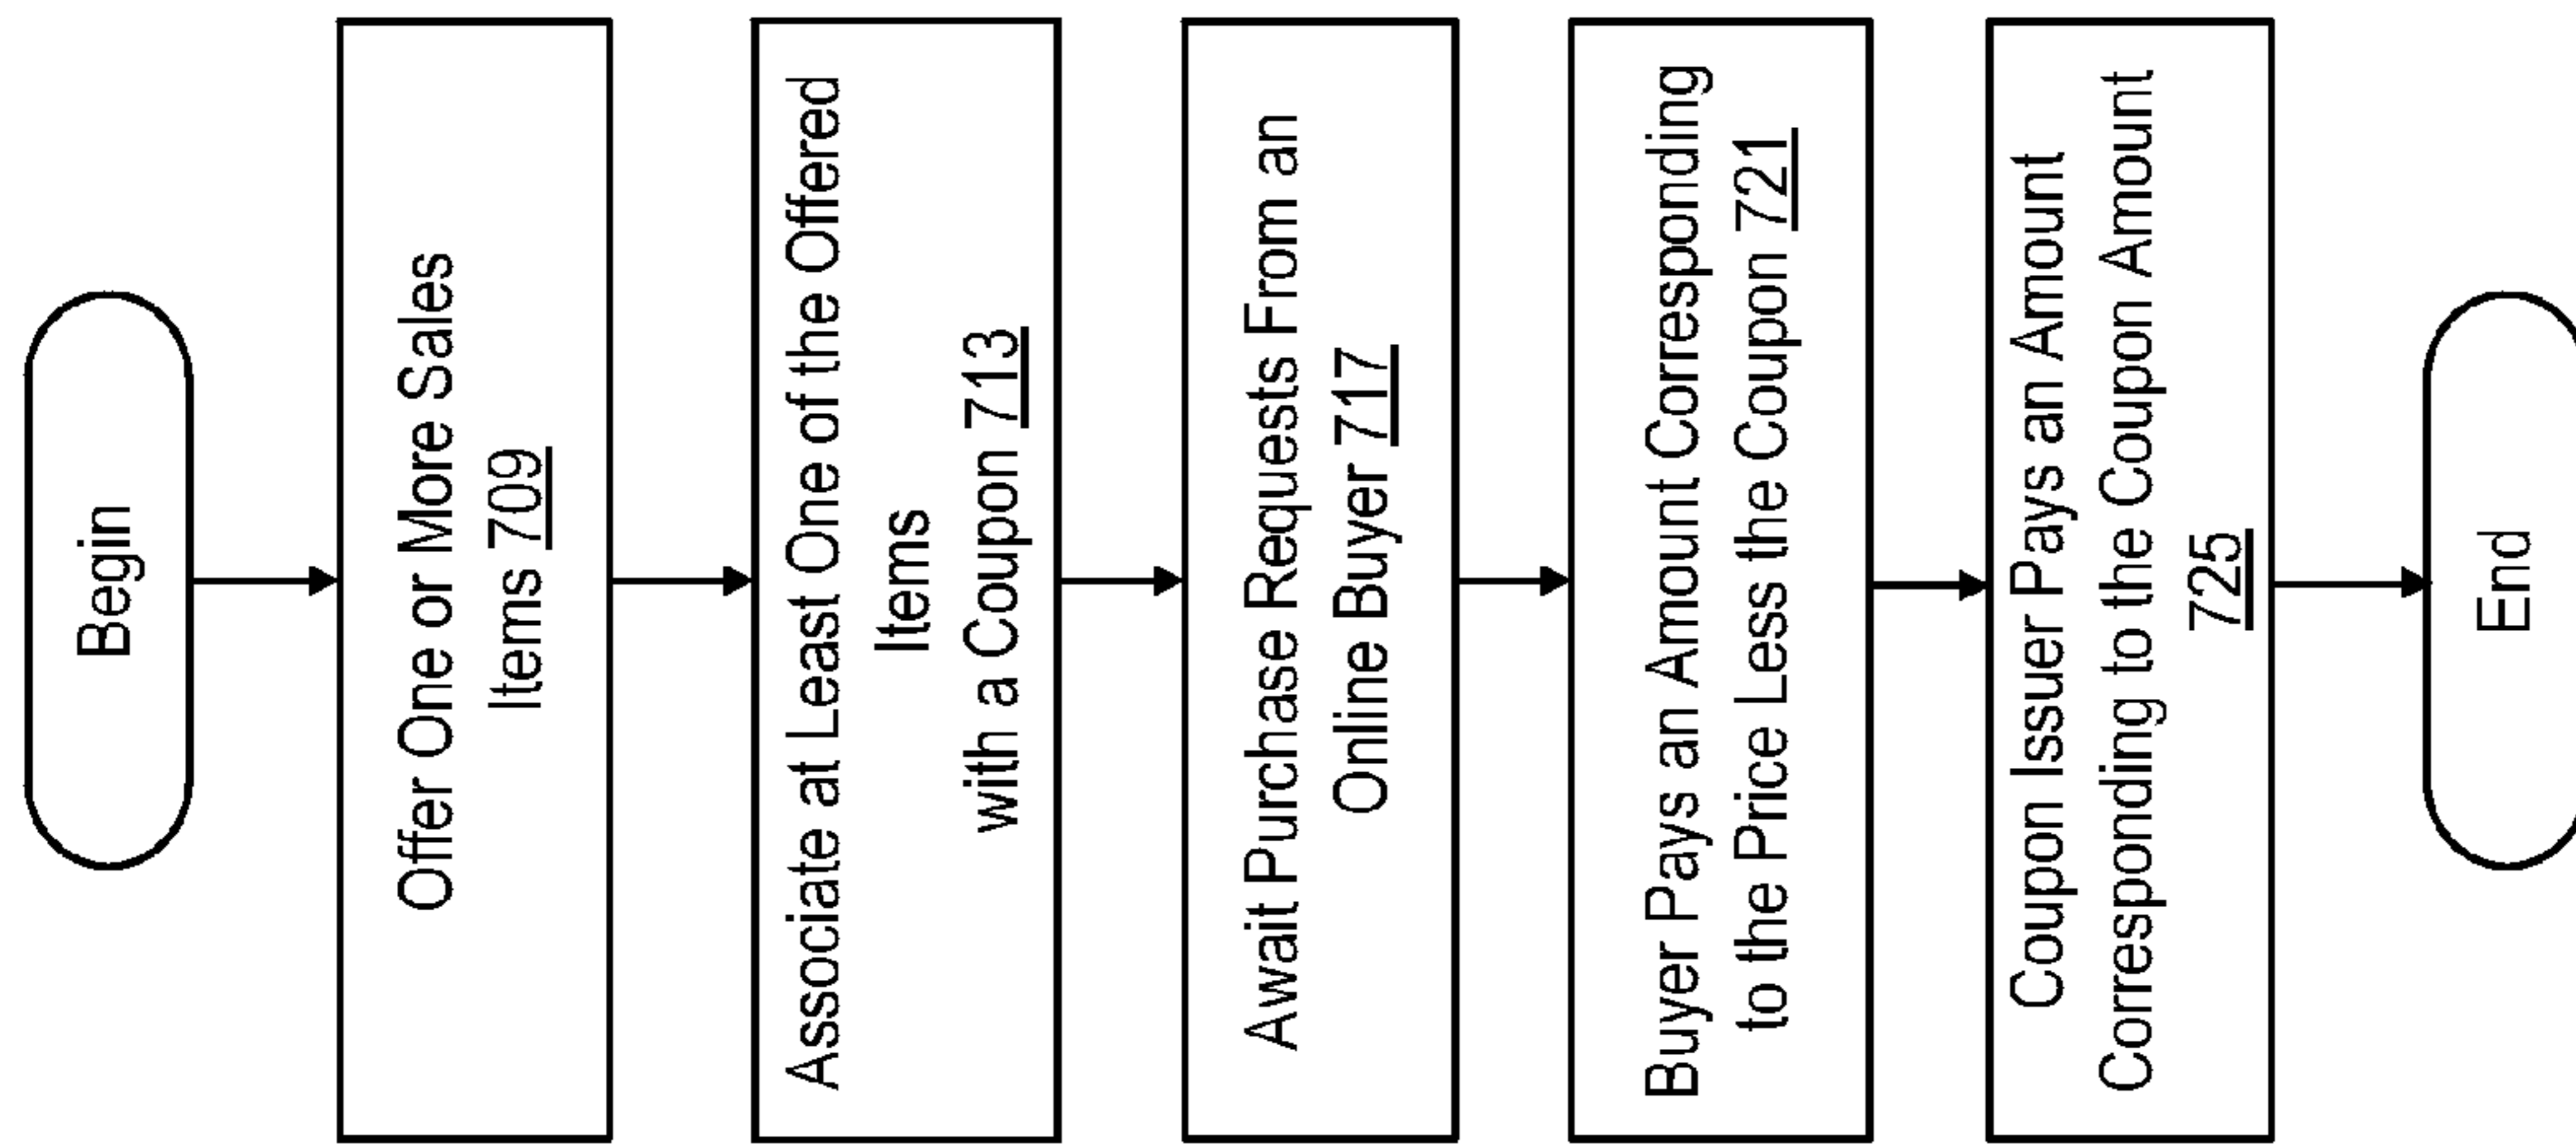 Begin
Offer One or More Sales
Items 709
Associate at Least One of the Offered
Items
with a Coupon 713
Await Purchase Requests From an
Online Buyer 717
Buyer Pays an Amount Corresponding
to the Price Less the Coupon 721
Coupon Issuer Pays an Amount
Corresponding to the Coupon Amount
725
End